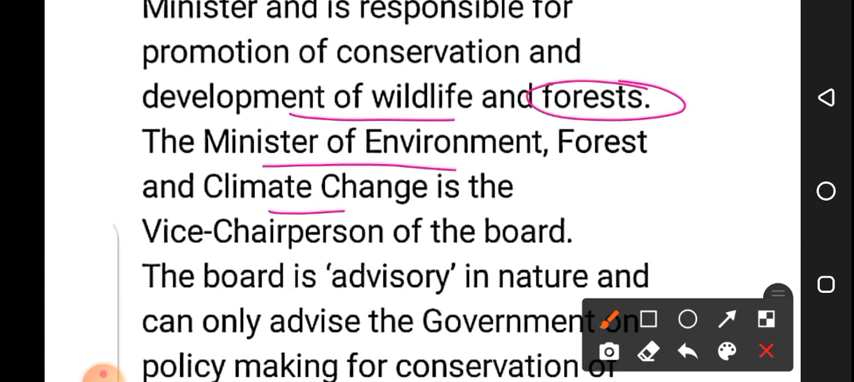 Minister and is responsible for
promotion of conservation and
development of wildlife and forests.
The Minister of Environment, Forest
and Climate Change is the
Vice-Chairperson of the board.
The board is ‘advisory’ in nature and
can only advise the Government on
policy making for conservation of